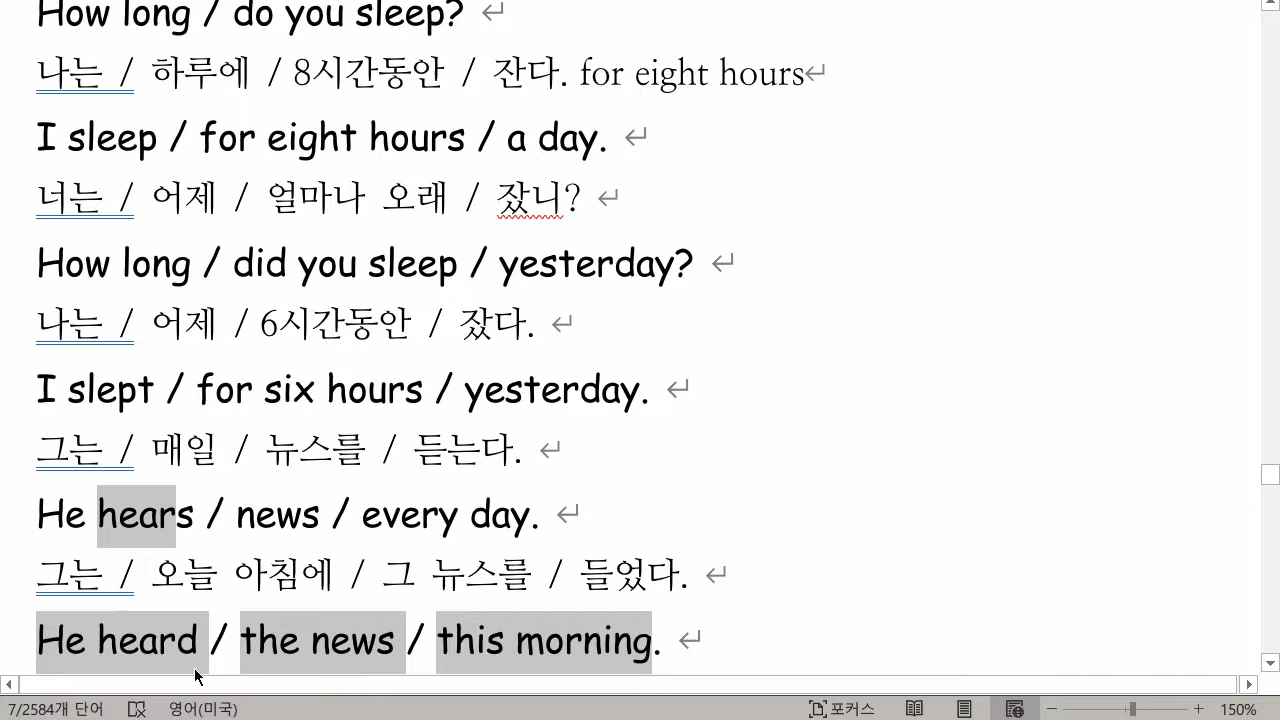 How long / do you sleep?
나는 / 하루에 / 8시간동안 / 잔다. for eight hours
I sleep / for eight hours / a day.
너는 / 어제 / 얼마나 오래 / 잤니?
How long / did you sleep / yesterday?
나는 / 어제 / 6시간동안 / 잤다.
I slept / for six hours / yesterday.
그는 / 매일 / 뉴스를 / 듣는다.
He hears / news / every day.
그는 / 오늘 아침에 / 그 뉴스를 / 들었다.
He heard / the news / this morning.
7/2584개 단어 영어(미국) 포커스 150%